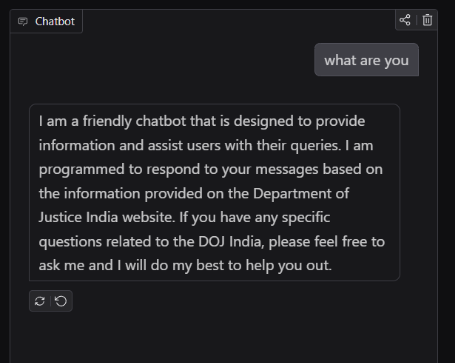 Chatbot
what are you
I am a friendly chatbot that is designed to provide
information and assist users with their queries. I am
programmed to respond to your messages based on
the information provided on the Department of
Justice India website. If you have any specific
questions related to the DOJ India, please feel free to
ask me and I will do my best to help you out.